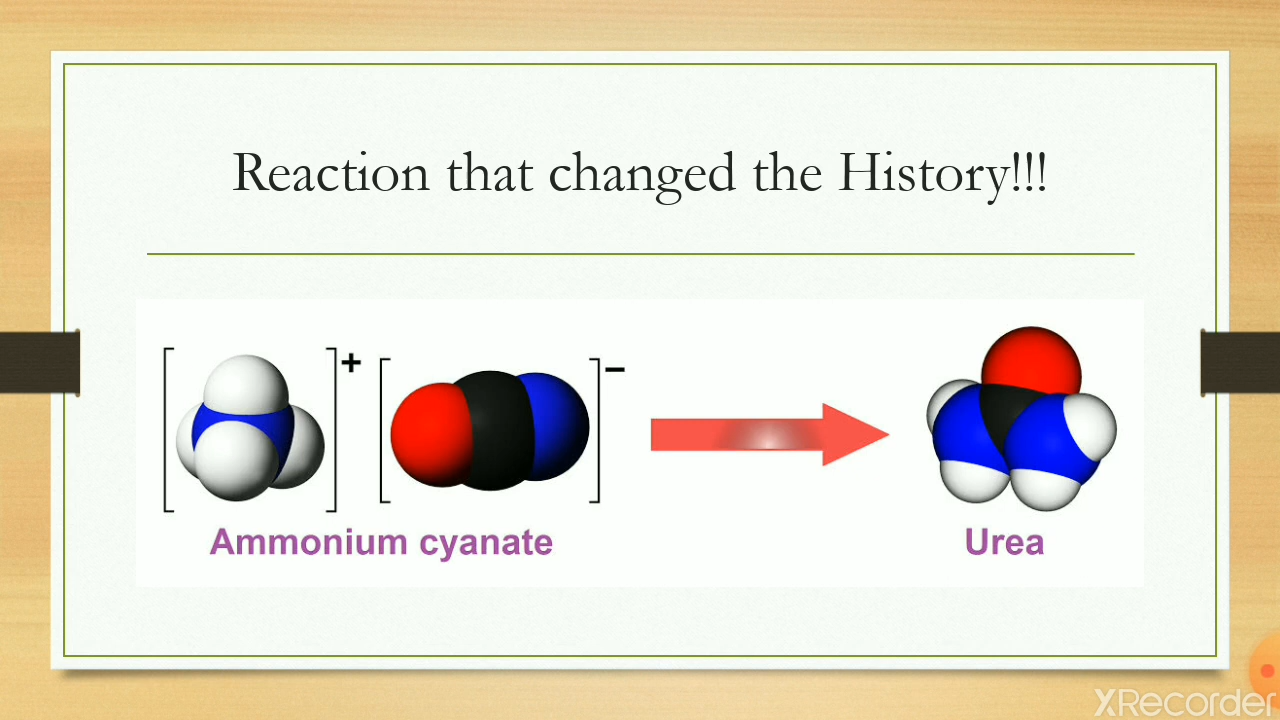 Reaction that changed the History!!!
+
−
Ammonium cyanate
Urea
XRecorder